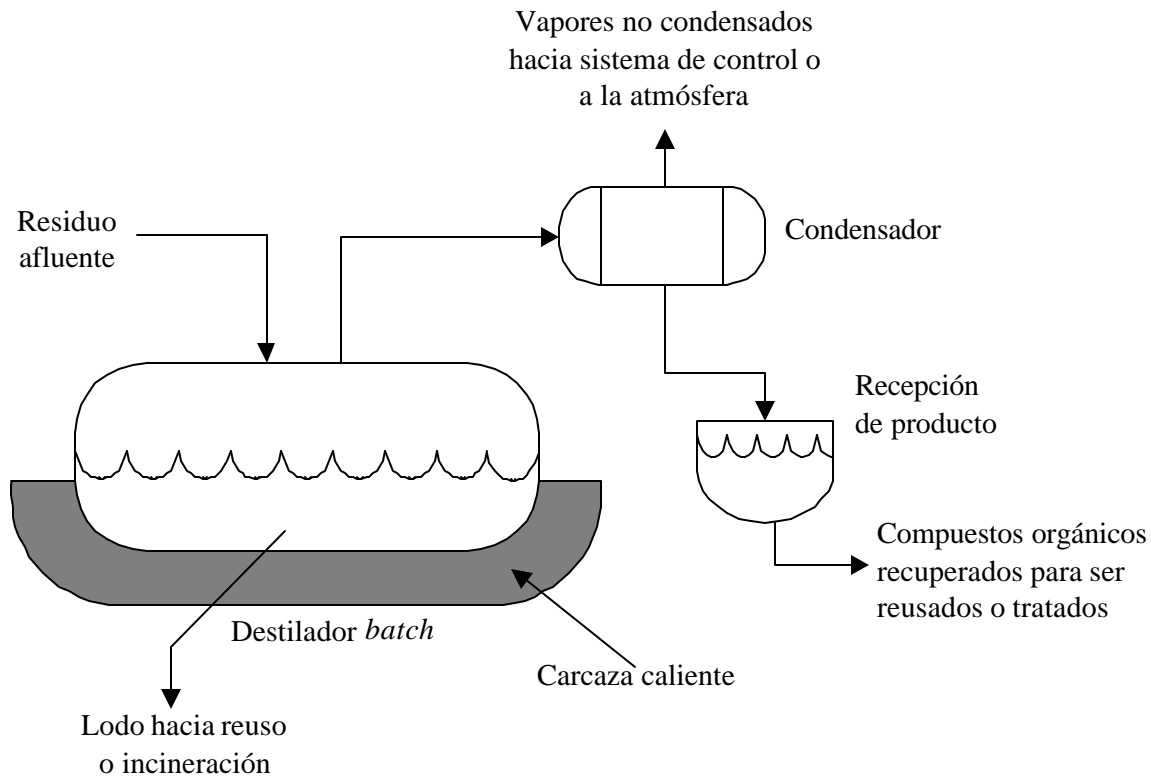 Vapores no condensados
hacia sistema de control o
a la atmósfera
Residuo
afluente
Condensador
Recepción
de producto
Compuestos orgánicos
recuperados para ser
reusados o tratados
Destilador batch
Carcaza caliente
Lodo hacia reuso
o incineración